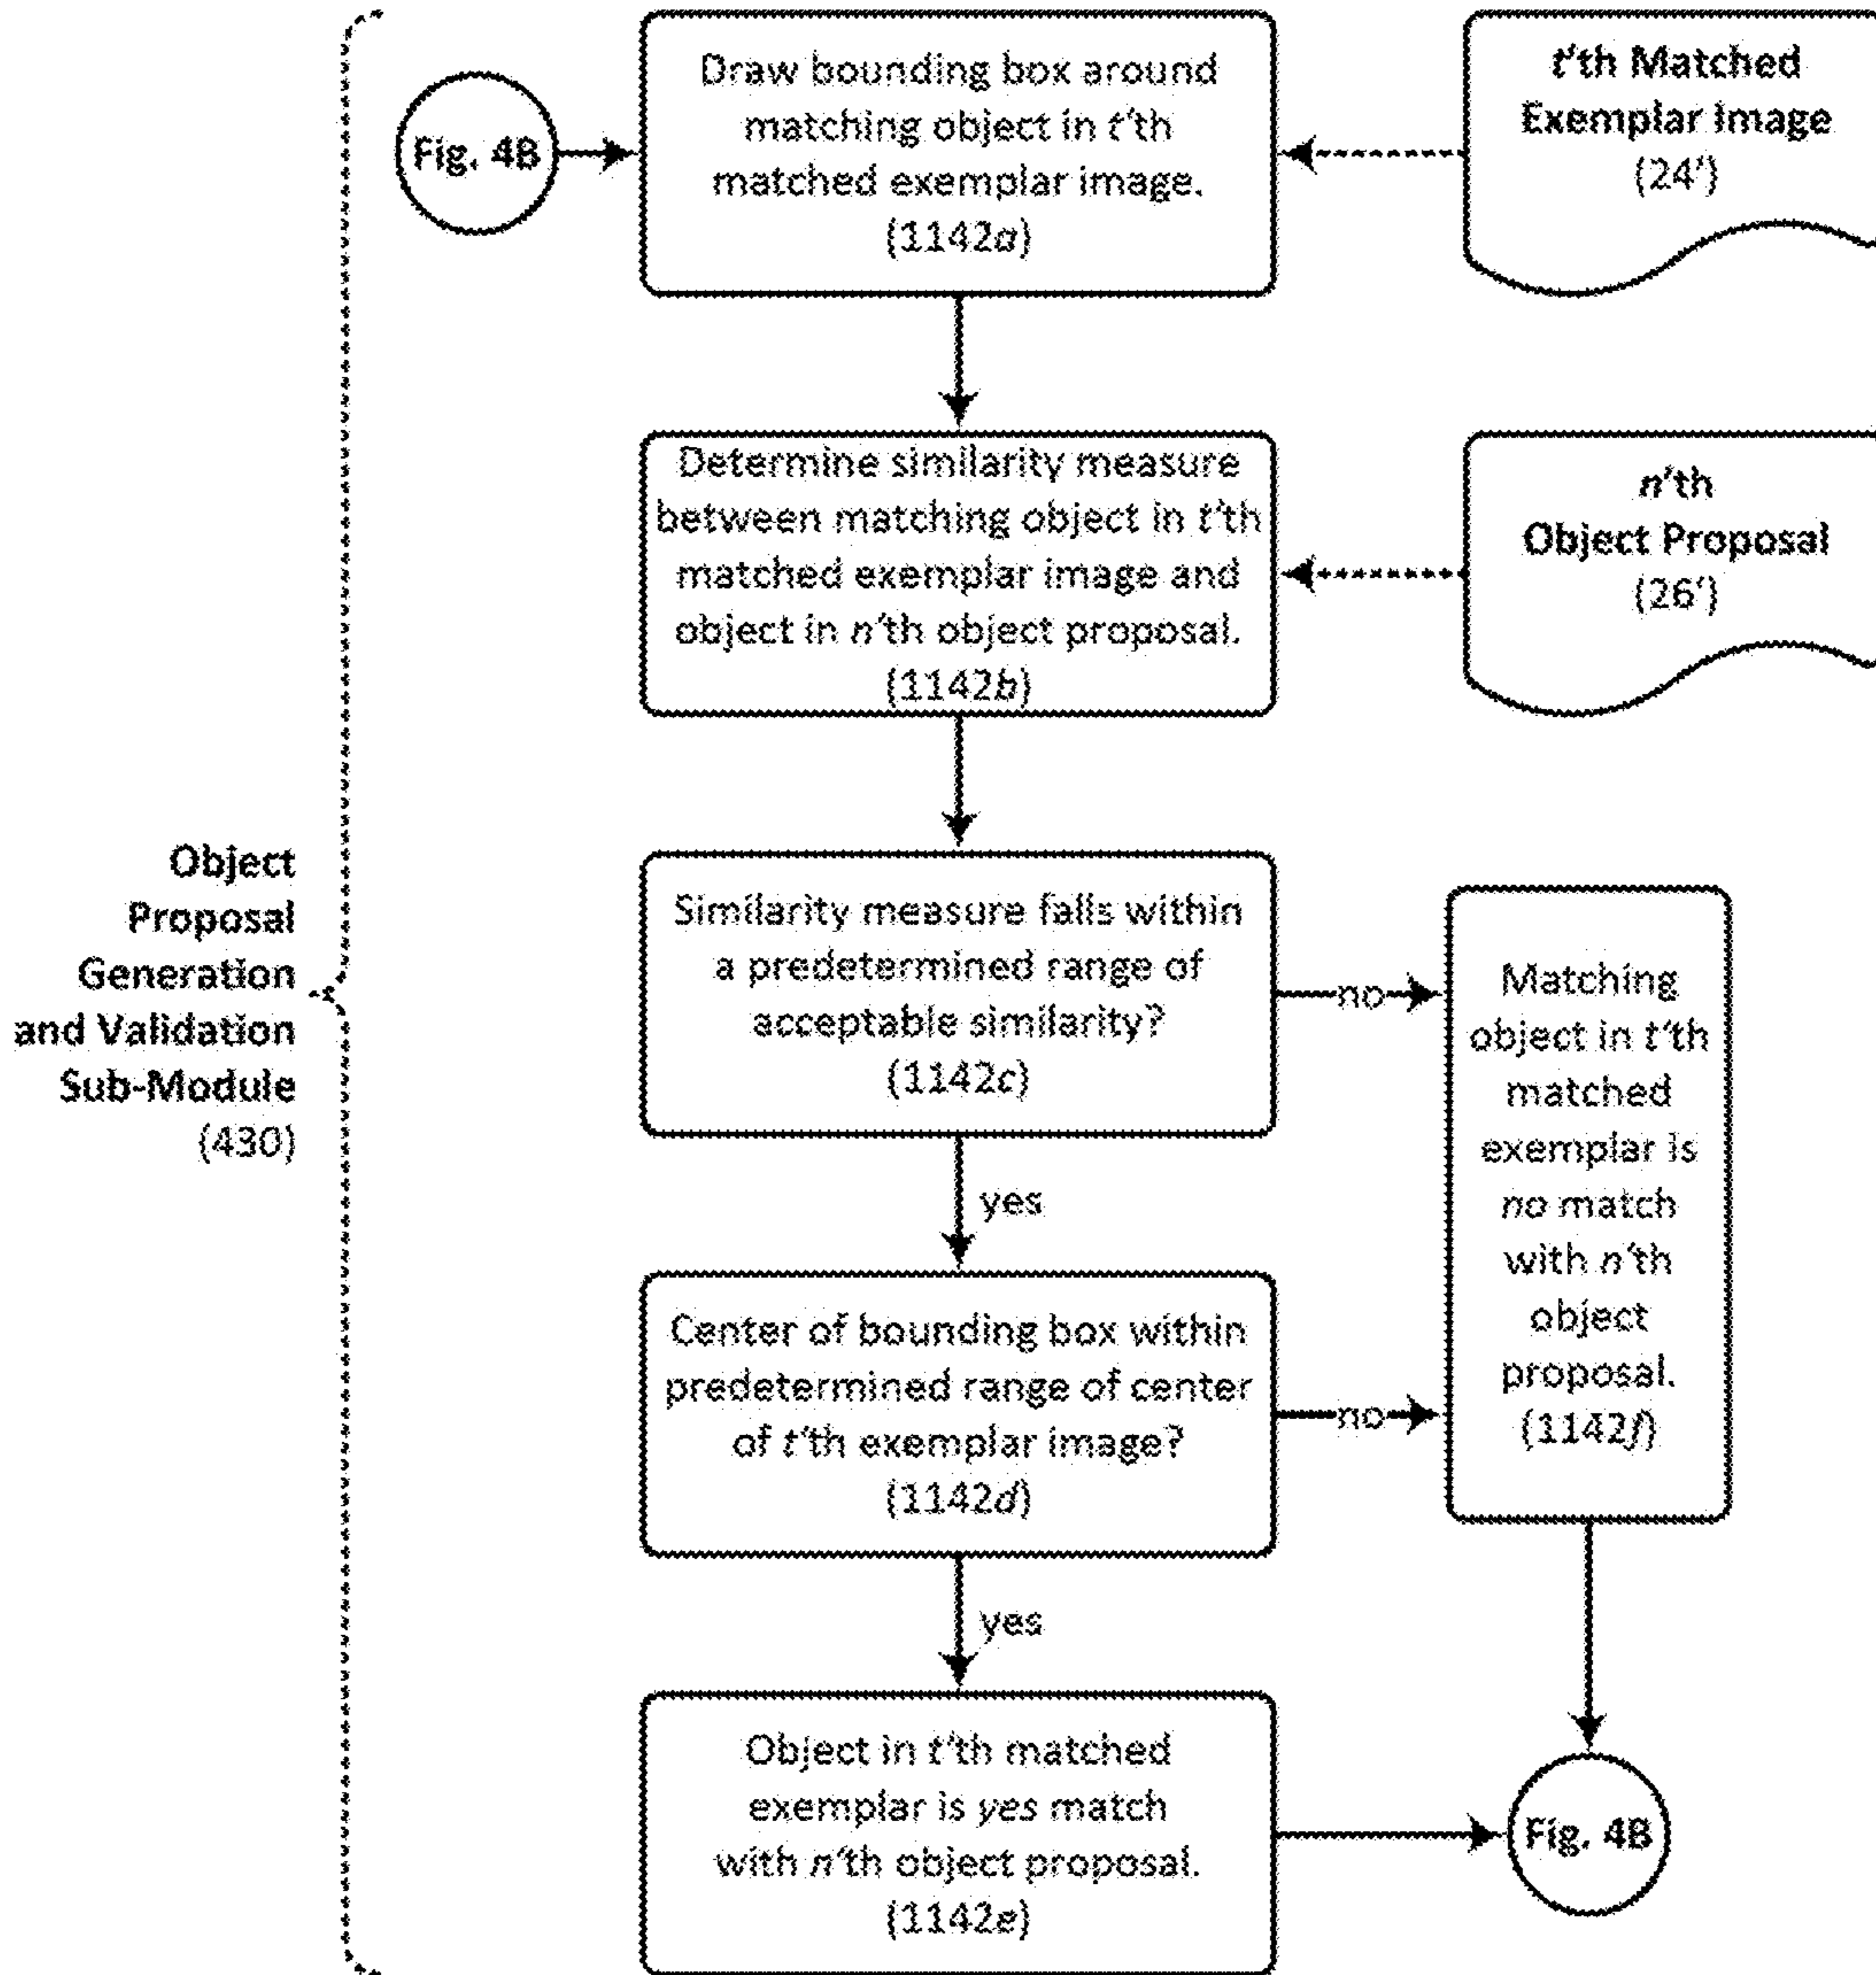 Fig. 4B
Draw bounding box around
matching object in t'th
matched exemplar image.
(1142a)
t'th Matched
Exemplar Image
(24')
Determine similarity measure
between matching object in t'th
matched exemplar image and
object in n'th object proposal.
(1142b)
n'th
Object Proposal
(26')
Object
Proposal
Generation
and Validation
Sub-Module
(430)
Similarity measure falls within
a predetermined range of
acceptable similarity?
(1142c)
no
yes
Matching
object in t'th
matched
exemplar is
no match
with n'th
object
proposal.
(1142f)
Center of bounding box within
predetermined range of center
of t'th exemplar image?
(1142d)
no
yes
Object in t'th matched
exemplar is yes match
with n'th object proposal.
(1142e)
Fig. 4B